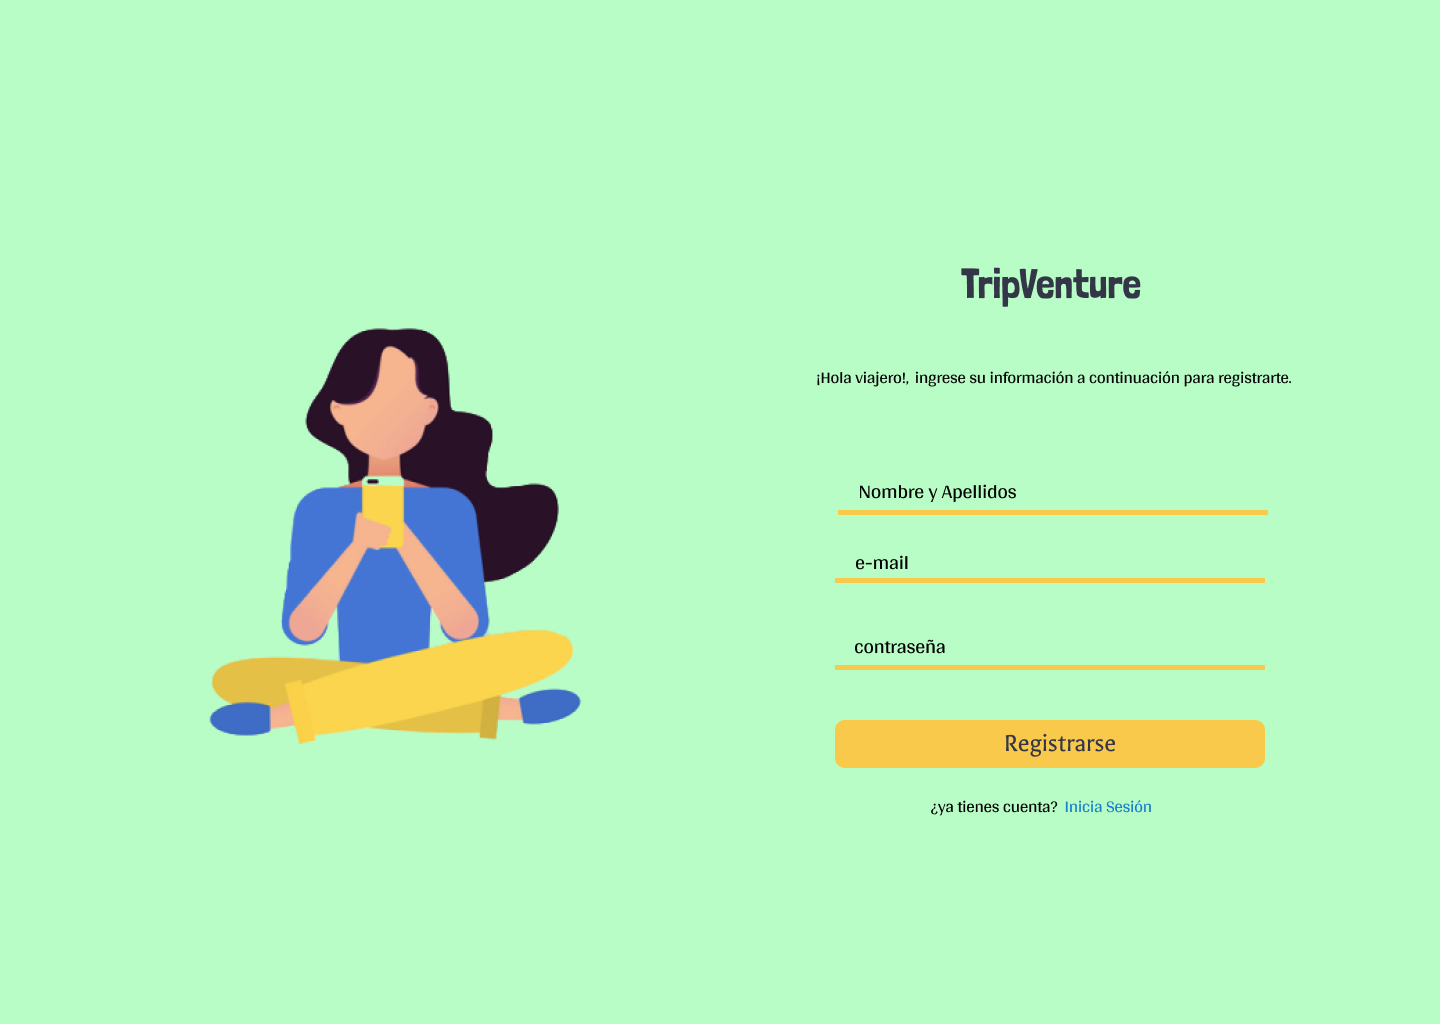 TripVenture
¡Hola viajero!, ingrese su información a continuación para registrarte.
Nombre y Apellidos
e-mail
contraseña
Registrarse
¿ya tienes cuenta? Inicia Sesión